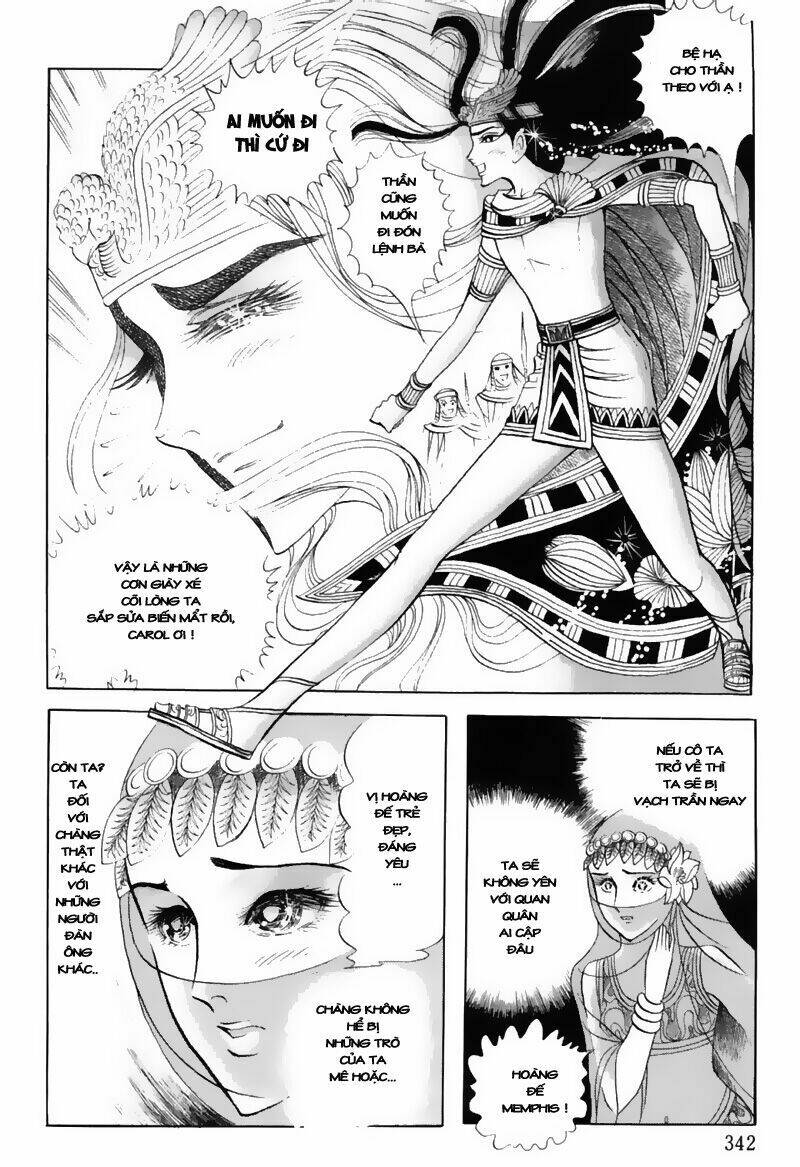 BỆ HẠ
CHO THẦN
THEO VỚI Ạ !
AI MUỐN ĐI
THÌ CỨ ĐI
THẦN
CŨNG
MUỐN
ĐI ĐÓN
LỆNH BÀ
VẬY LÀ NHỮNG
CƠN GIÀY XÉ
CÕI LÒNG TA
SẮP SỬA BIẾN MẤT RỒI,
CAROL ƠI !
NẾU CÔ TA
TRỞ VỀ THÌ
TA SẼ BỊ
VẠCH TRẦN NGAY
TA SẼ
KHÔNG YÊN
VỚI QUAN
QUÂN
AI CẬP
ĐÂU
HOÀNG
ĐẾ
MEMPHIS !
VỊ HOÀNG
ĐẾ TRẺ
ĐẸP,
ĐÁNG
YÊU
...
CÒN TA?
TA
ĐỐI
VỚI
CHÀNG
THẬT
KHÁC
VỚI
NHỮNG
NGƯỜI
ĐÀN
ÔNG
KHÁC..
CHÀNG KHÔNG
HỀ BỊ
NHỮNG TRÒ
CỦA TA
MÊ HOẶC...
342